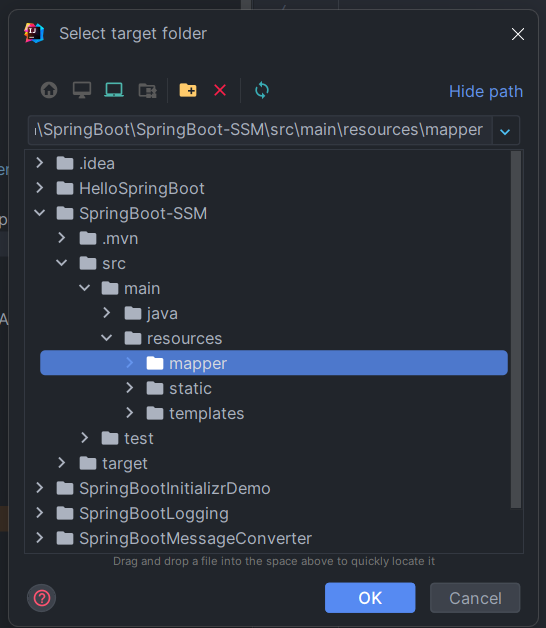 Select target folder
Hide path
\SpringBoot\SpringBoot-SSM\src\main\resources\mapper
.idea
HelloSpringBoot
SpringBoot-SSM
.mvn
src
main
java
resources
mapper
static
templates
test
target
SpringBootInitializrDemo
SpringBootLogging
SpringBootMessageConverter
Drag and drop a file into the space above to quickly locate it
OK
Cancel